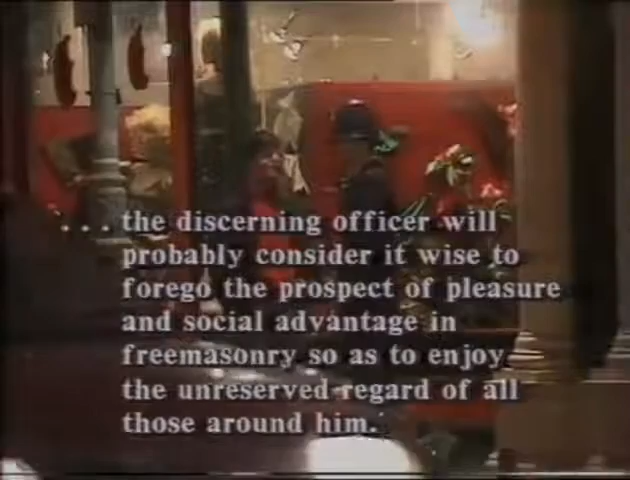 ... the discerning officer will
probably consider it wise to
forego the prospect of pleasure
and social advantage in
freemasonry so as to enjoy
the unreserved regard of all
those around him.